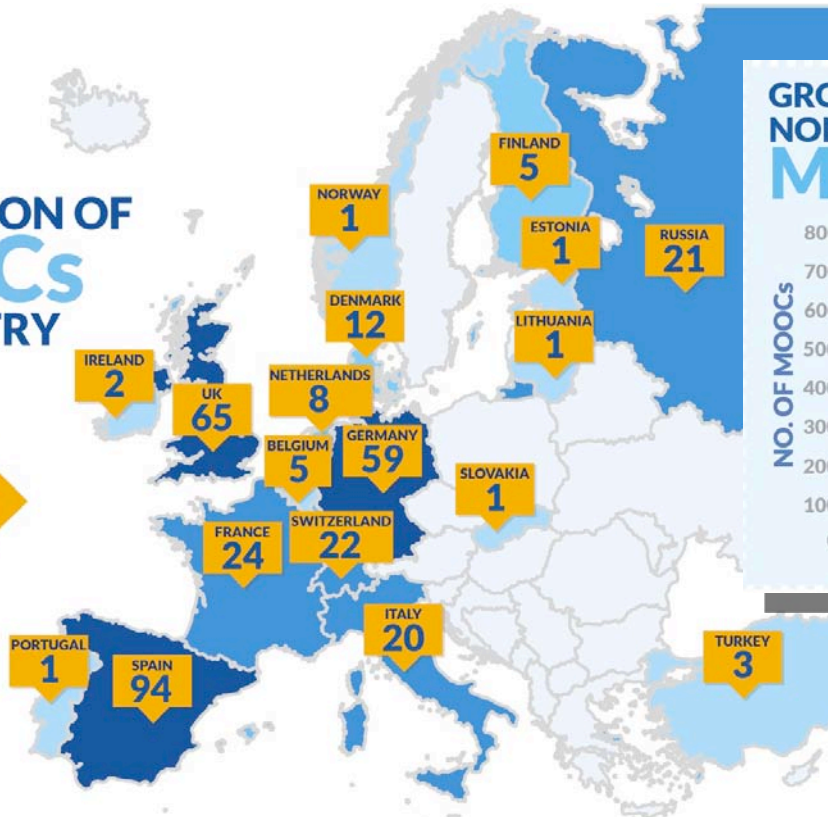 ON OF
Cs
TRY
FINLAND
5
NORWAY
1
ESTONIA
1
RUSSIA
21
DENMARK
12
LITHUANIA
1
IRELAND
2
NETHERLANDS
8
UK
65
BELGIUM
5
GERMANY
59
SLOVAKIA
1
SWITZERLAND
22
FRANCE
24
ITALY
20
PORTUGAL
1
SPAIN
94
TURKEY
3
GRO
NO
M
NO. OF MOOCs
80
70
60
50
40
30
20
10